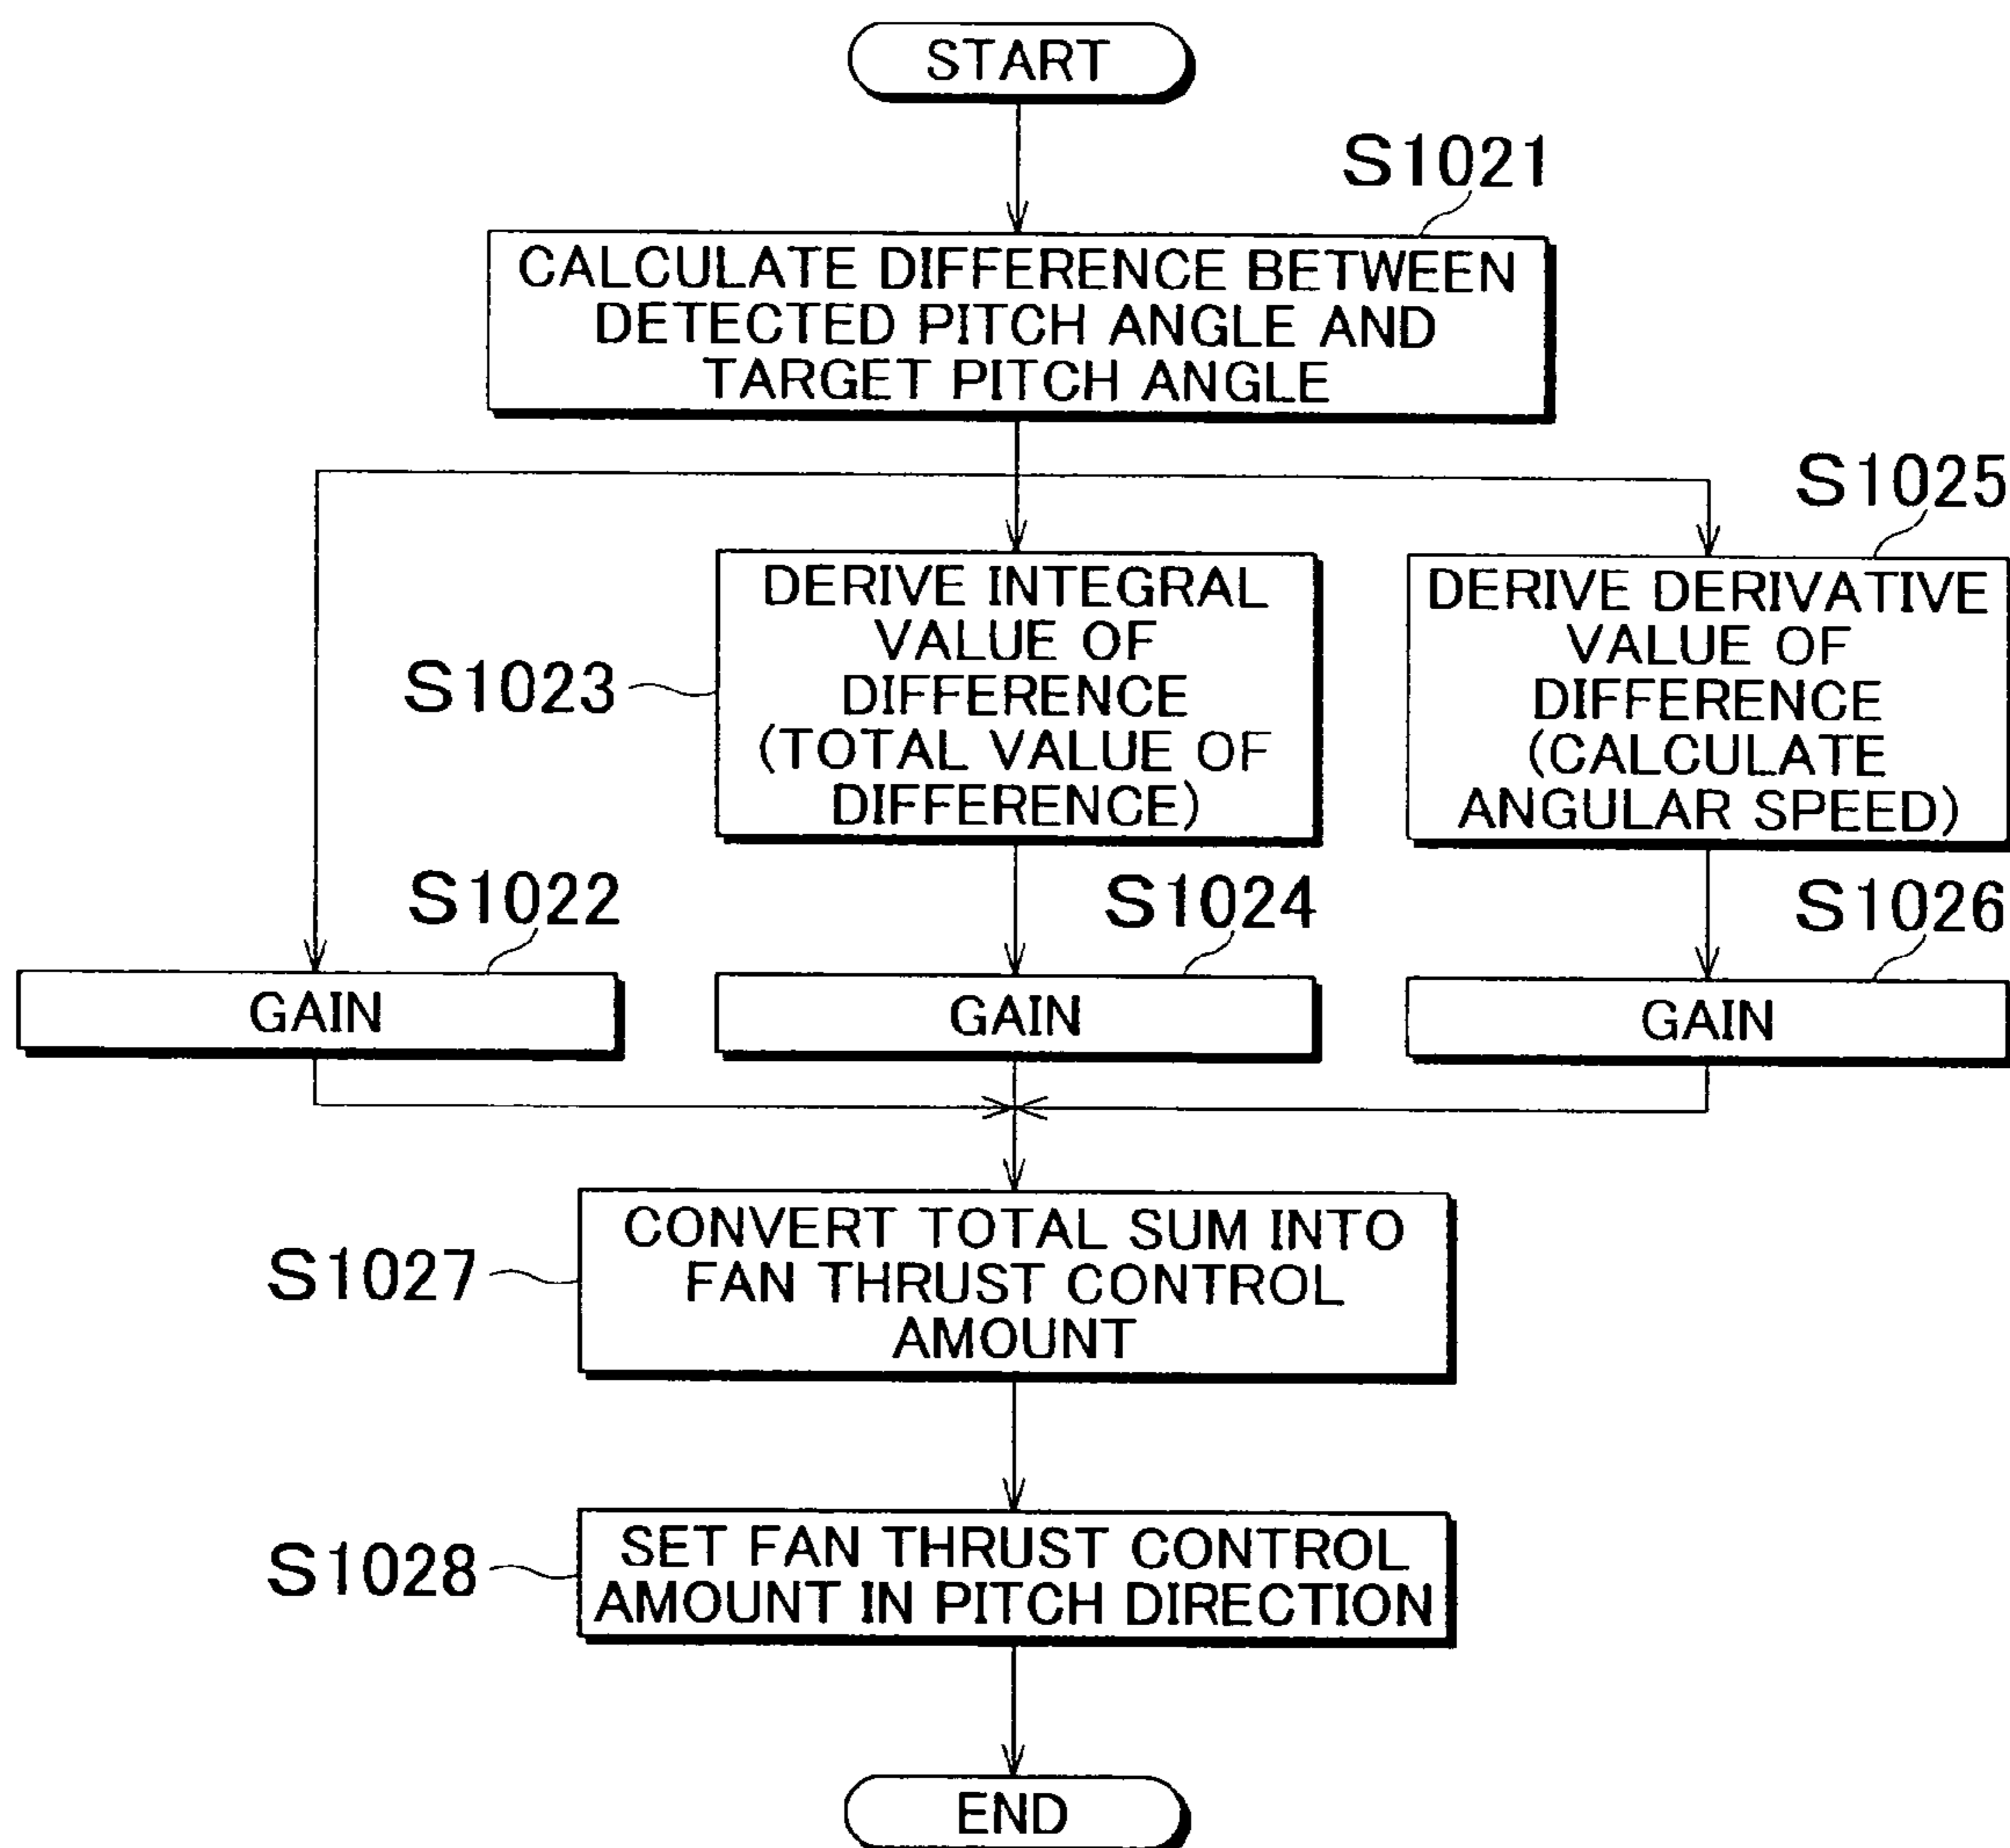 START
S1021
CALCULATE DIFFERENCE BETWEEN
DETECTED PITCH ANGLE AND
TARGET PITCH ANGLE
S1025
S1023
DERIVE INTEGRAL
VALUE OF
DIFFERENCE
(TOTAL VALUE OF
DIFFERENCE)
DERIVE DERIVATIVE
VALUE OF
DIFFERENCE
(CALCULATE
ANGULAR SPEED)
S1022
S1024
S1026
GAIN
GAIN
GAIN
S1027
CONVERT TOTAL SUM INTO
FAN THRUST CONTROL
AMOUNT
S1028
SET FAN THRUST CONTROL
AMOUNT IN PITCH DIRECTION
END